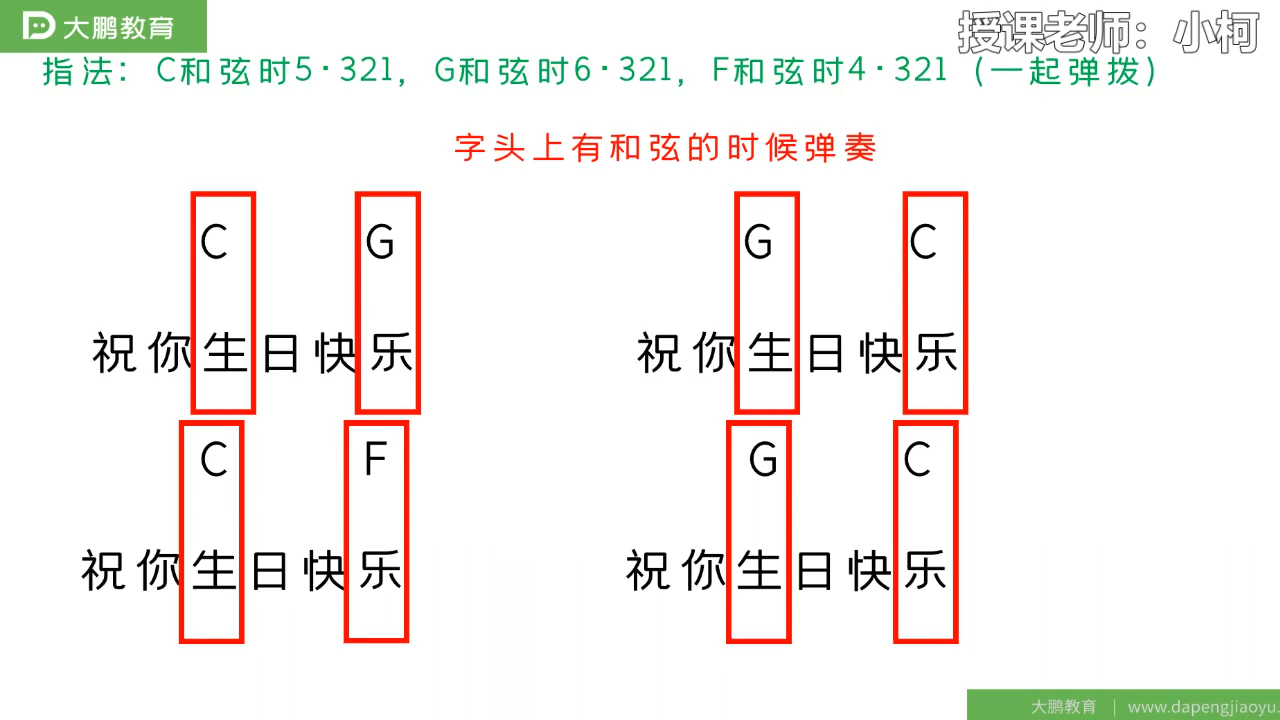 大鹏教育
授课老师：小柯
指法：C和弦时5·321，G和弦时6·321，F和弦时4·321（一起弹拨）
字头上有和弦的时候弹奏
C G G C
祝你生日快乐 祝你生日快乐
C F G C
祝你生日快乐 祝你生日快乐
大鹏教育 | www.dapengjiaoyu.